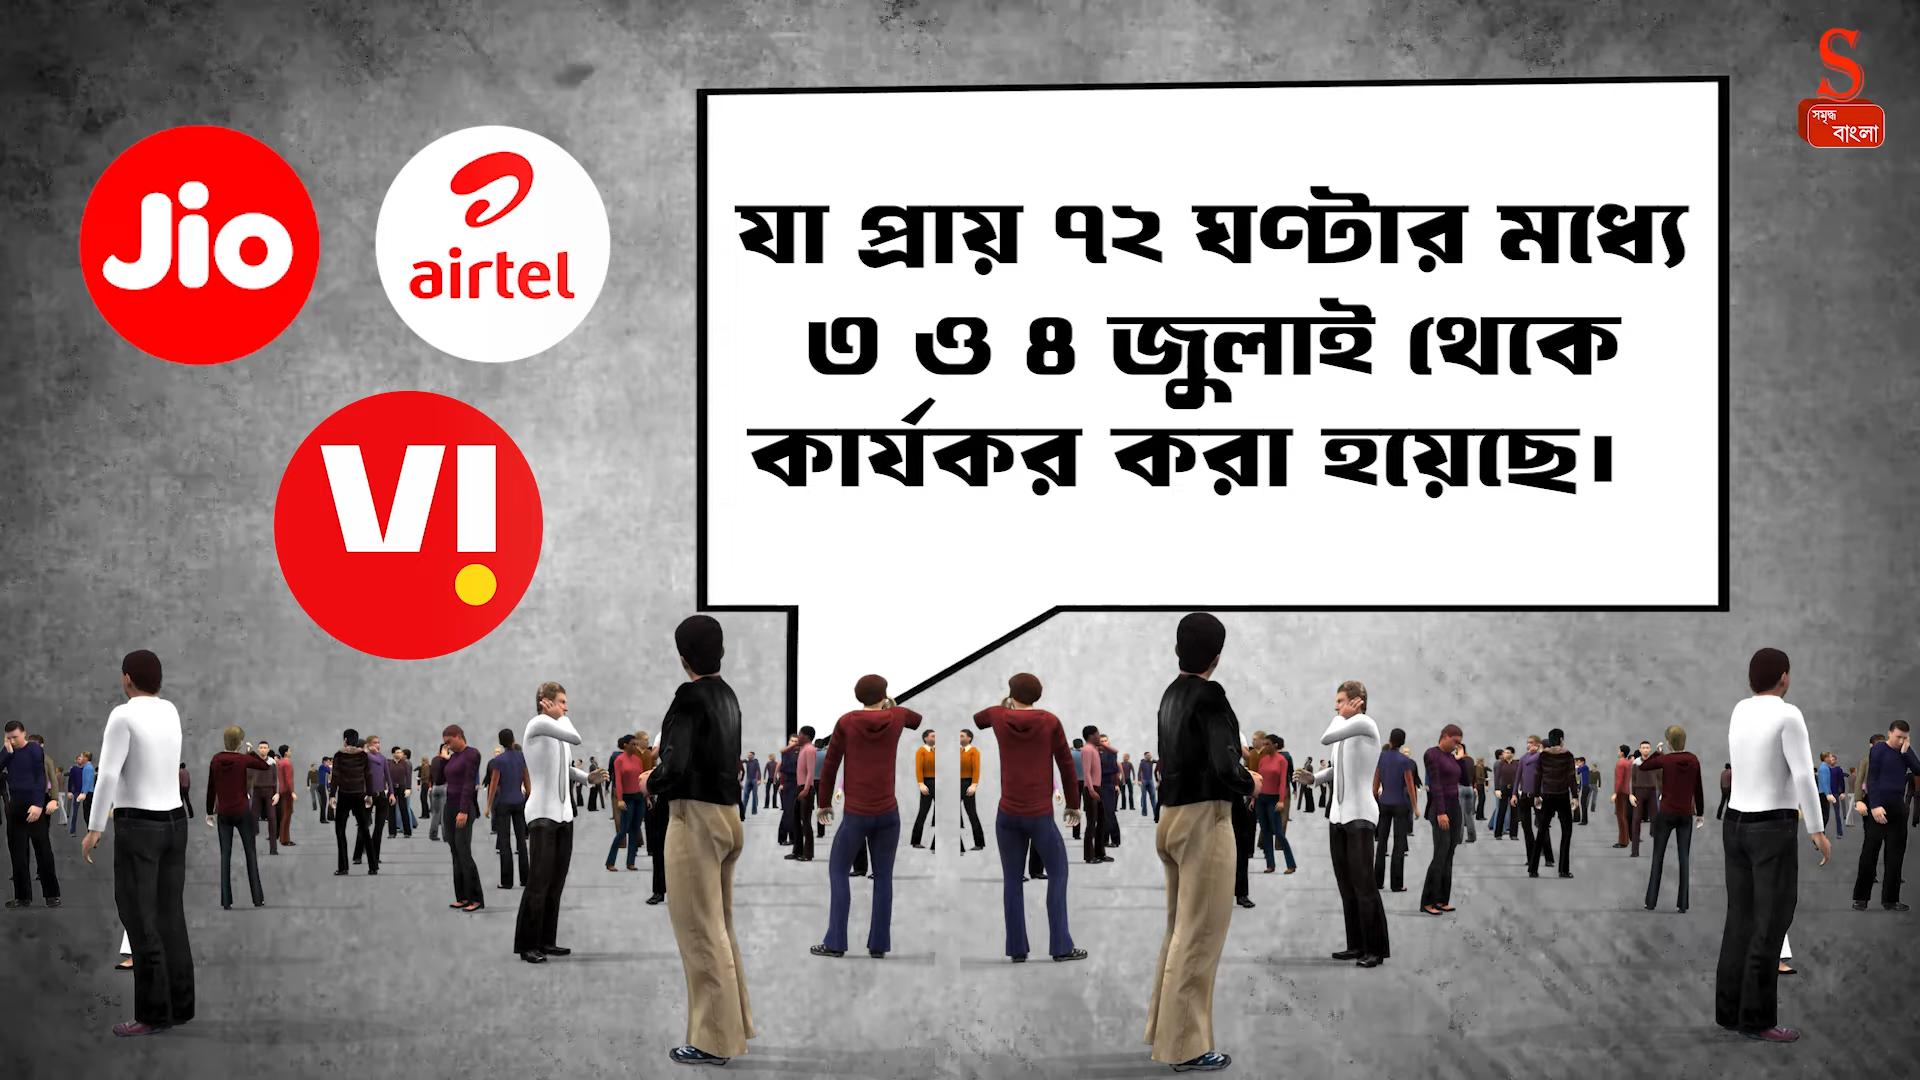 Jio
airtel
VI
যা প্রায় ৭২ ঘণ্টার মধ্যে
৩ ও ৪ জুলাই থেকে
কার্যকর করা হয়েছে।
S
সমৃদ্ধ
বাংলা